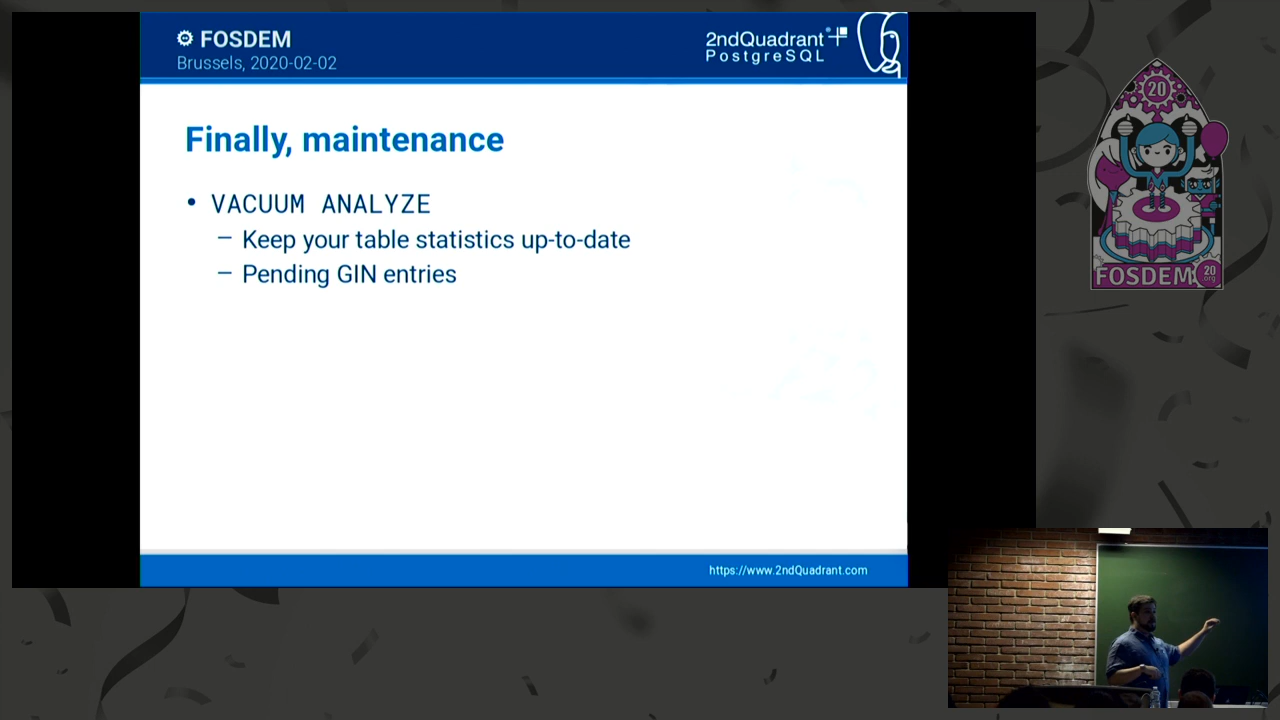 FOSDEM
Brussels, 2020-02-02
2ndQuadrant
PostgreSQL
Finally, maintenance
• VACUUM ANALYZE
– Keep your table statistics up-to-date
– Pending GIN entries
https://www.2ndQuadrant.com
20
FOSDEM
20
org